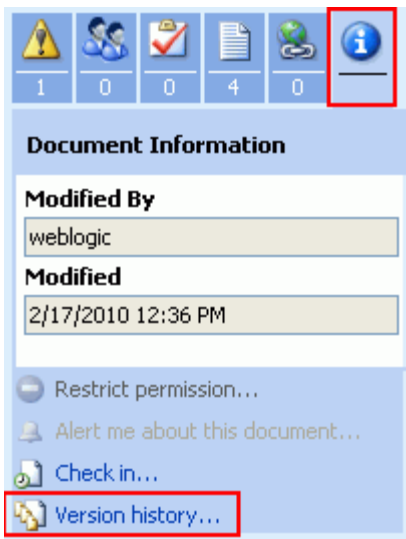 1 0 0 4 0
Document Information
Modified By
weblogic
Modified
2/17/2010 12:36 PM
Restrict permission...
Alert me about this document...
Check in...
Version history...